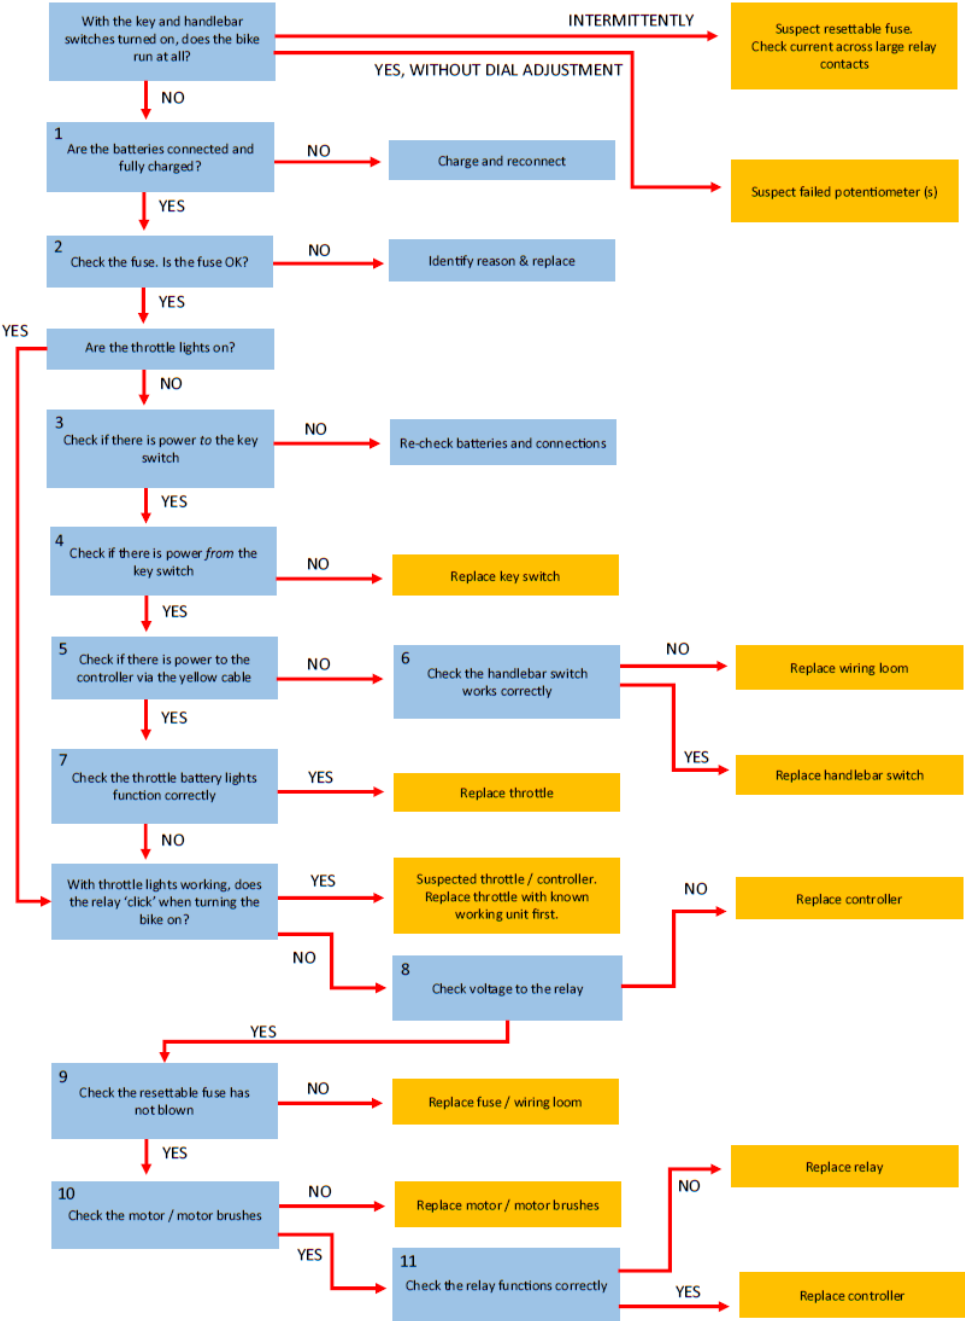 With the key and handlebar
switches turned on, does the bike
run at all?
INTERMITTENTLY
Suspect resettable fuse.
Check current across large relay
contacts
YES, WITHOUT DIAL ADJUSTMENT
Suspect failed potentiometer (s)
NO
1
Are the batteries connected and
fully charged?
NO
Charge and reconnect
YES
2
Check the fuse. Is the fuse OK?
NO
Identify reason & replace
YES
YES
Are the throttle lights on?
NO
3
Check if there is power to the key
switch
NO
Re-check batteries and connections
YES
4
Check if there is power from the
key switch
NO
Replace key switch
YES
5
Check if there is power to the
controller via the yellow cable
NO
6
Check the handlebar switch
works correctly
NO
Replace wiring loom
YES
Replace handlebar switch
YES
7
Check the throttle battery lights
function correctly
YES
Replace throttle
NO
With throttle lights working, does
the relay ‘click’ when turning the
bike on?
YES
Suspected throttle / controller.
Replace throttle with known
working unit first.
NO
8
Check voltage to the relay
NO
Replace controller
YES
9
Check the resettable fuse has
not blown
NO
Replace fuse / wiring loom
YES
10
Check the motor / motor brushes
NO
Replace motor / motor brushes
YES
11
Check the relay functions correctly
NO
Replace relay
YES
Replace controller